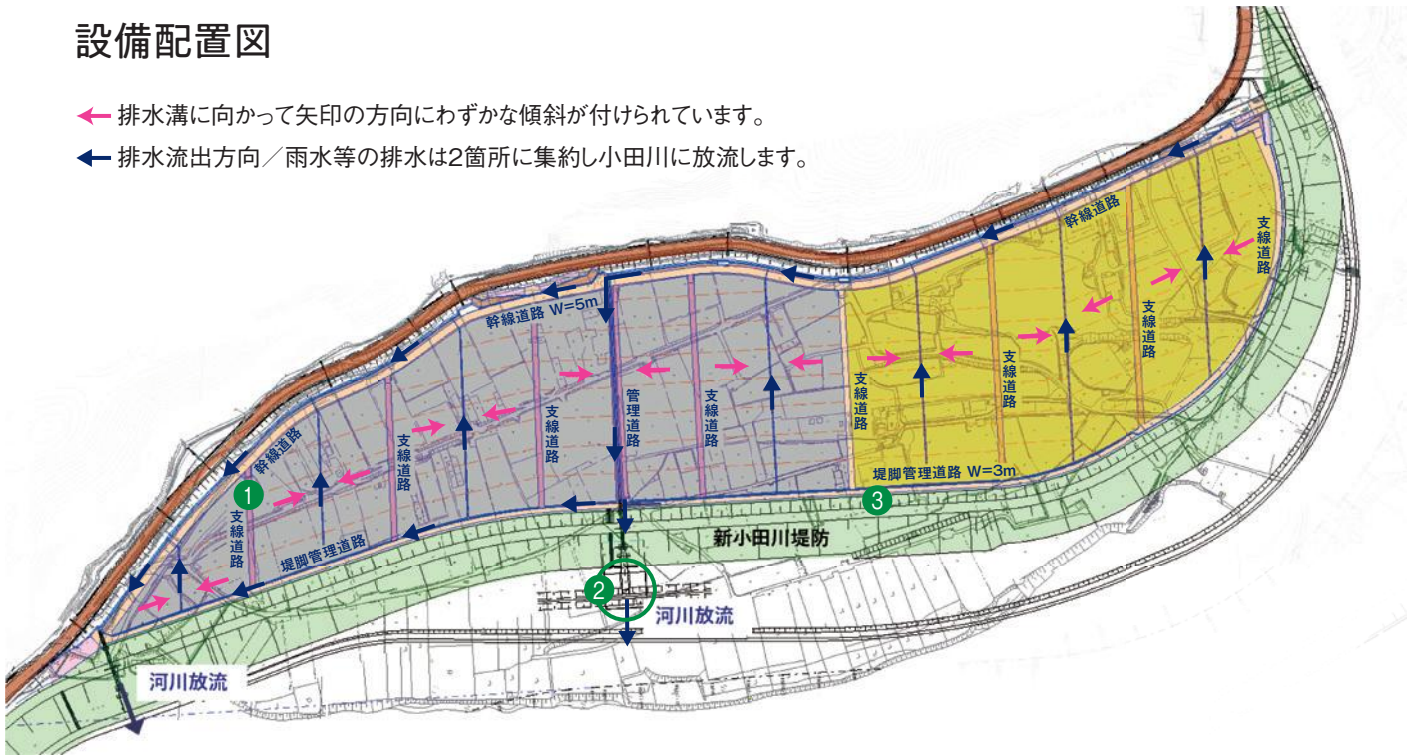 設備配置図
排水溝に向かって矢印の方向にわずかな傾斜が付けられています。
排水流出方向／雨水等の排水は2箇所に集約し小田川に放流します。
幹線道路
支線道路
支線道路
支線道路
支線道路
幹線道路 W=5m
支線道路
管理道路
支線道路
支線道路
幹線道路
支線道路
堤脚管理道路 W=3m
堤脚管理道路
1
3
新小田川堤防
2
河川放流
河川放流